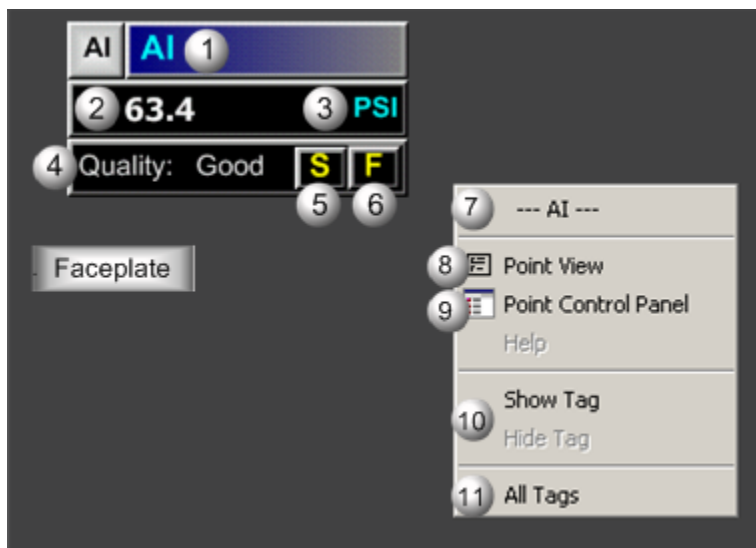 AI AI 1
2 63.4 3 PSI
4 Quality: Good S F
5 6
Faceplate
7 --- AI ---
8 Point View
9 Point Control Panel
Help
Show Tag
10
Hide Tag
11 All Tags